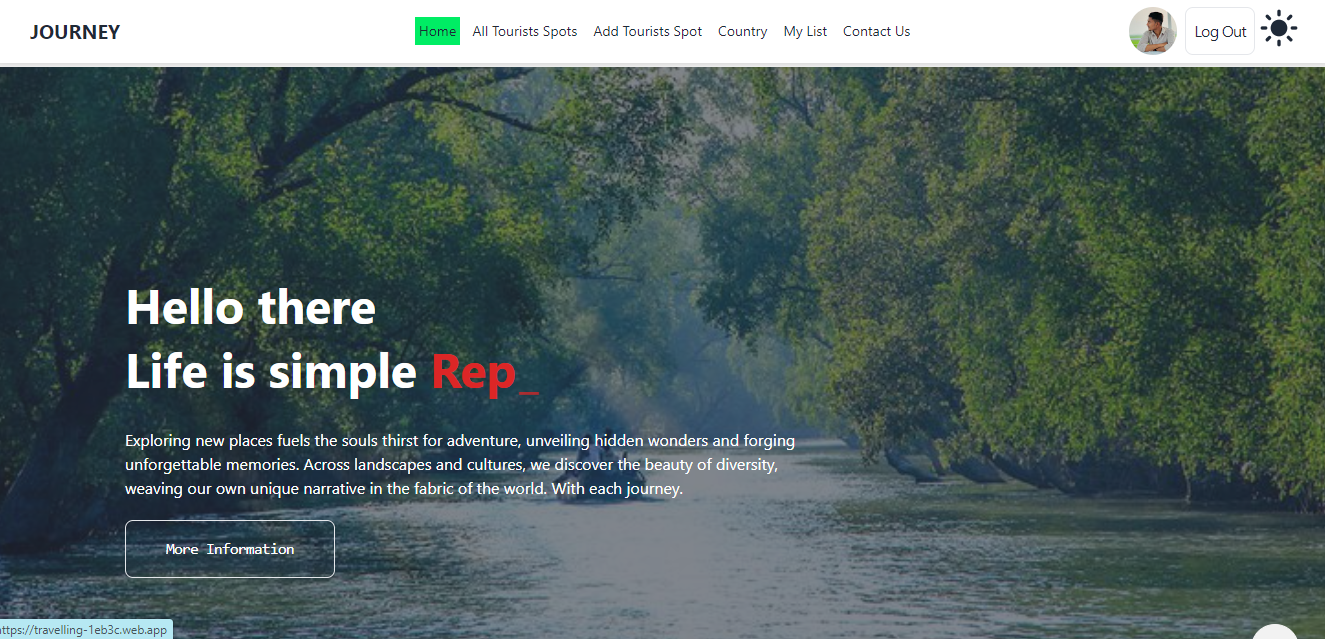 JOURNEY
Home All Tourists Spots Add Tourists Spot Country My List Contact Us
Log Out
Hello there
Life is simple Rep_
Exploring new places fuels the souls thirst for adventure, unveiling hidden wonders and forging
unforgettable memories. Across landscapes and cultures, we discover the beauty of diversity,
weaving our own unique narrative in the fabric of the world. With each journey.
More Information
https://travelling-1eb3c.web.app